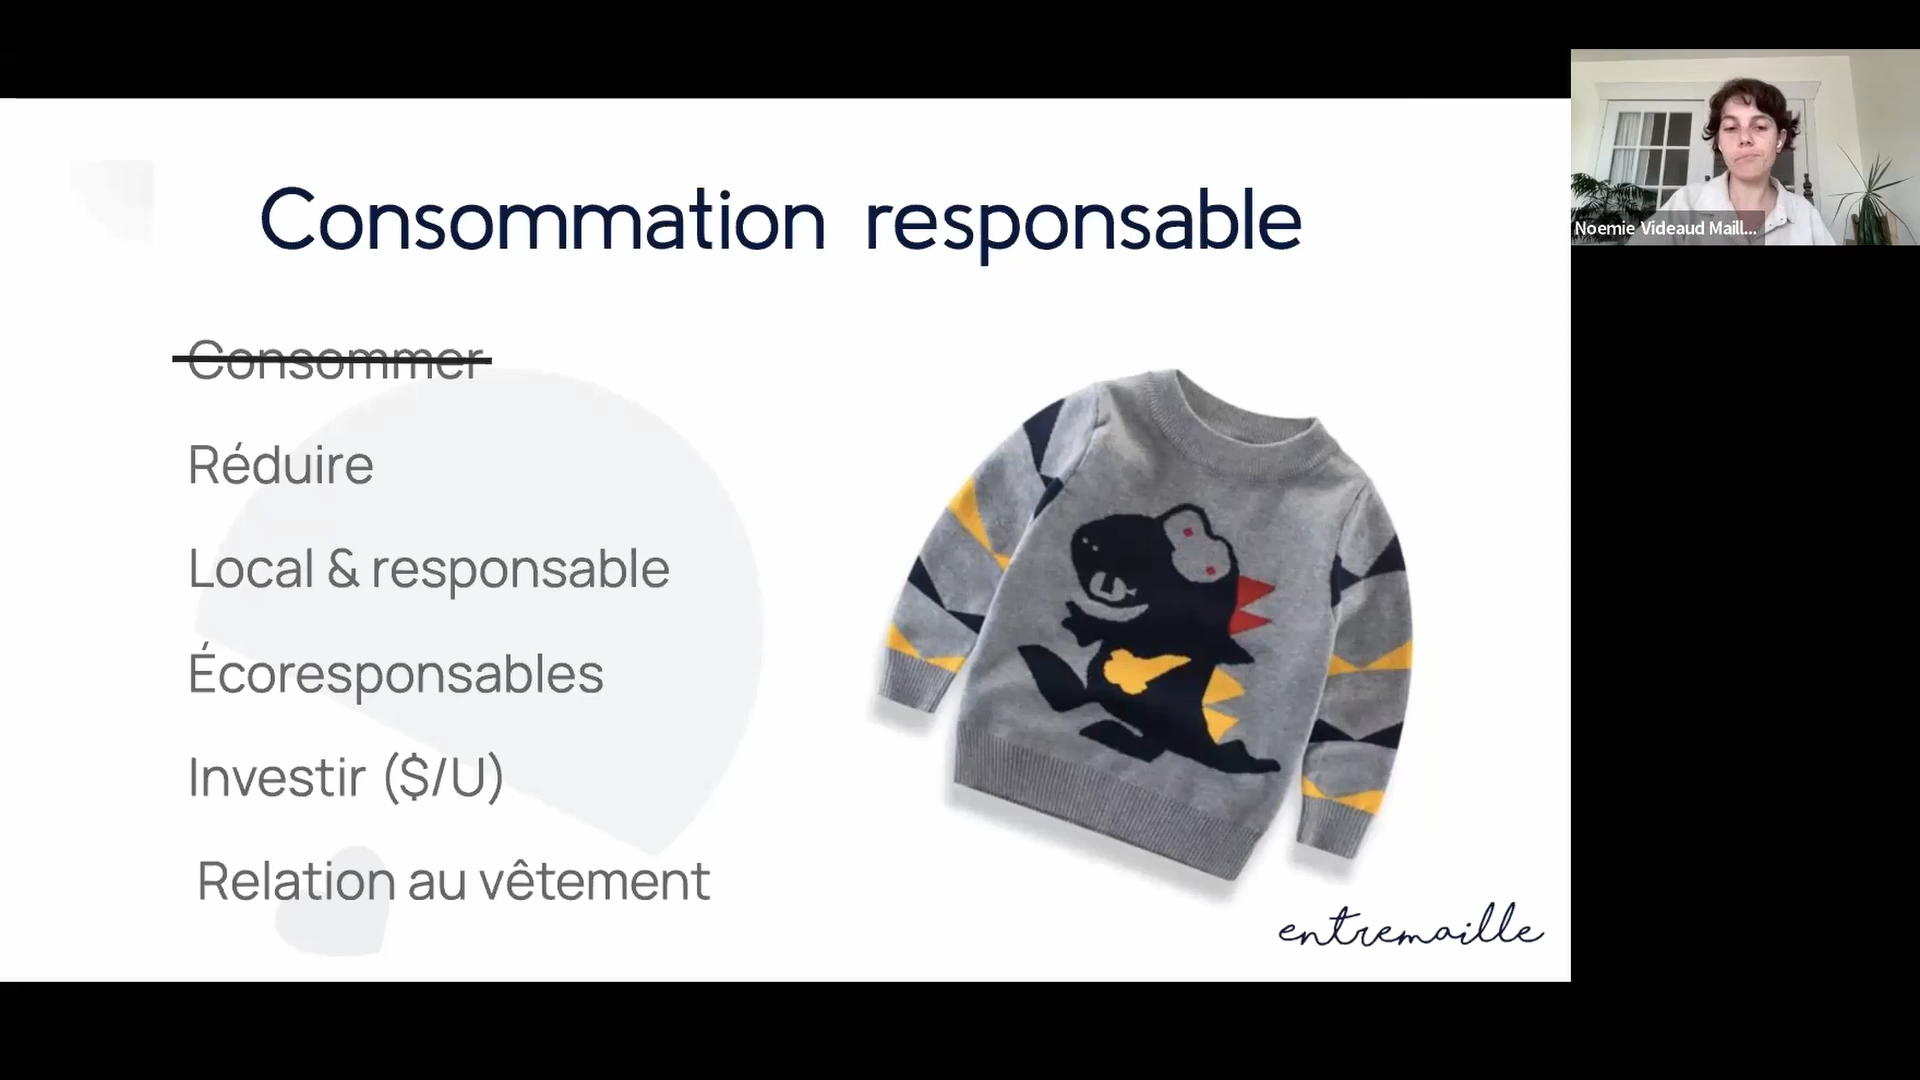 Consommation responsable
Consommer
Réduire
Local & responsable
Écoresponsables
Investir ($/U)
Relation au vêtement
entremaille
Noemie Videaud Maill...